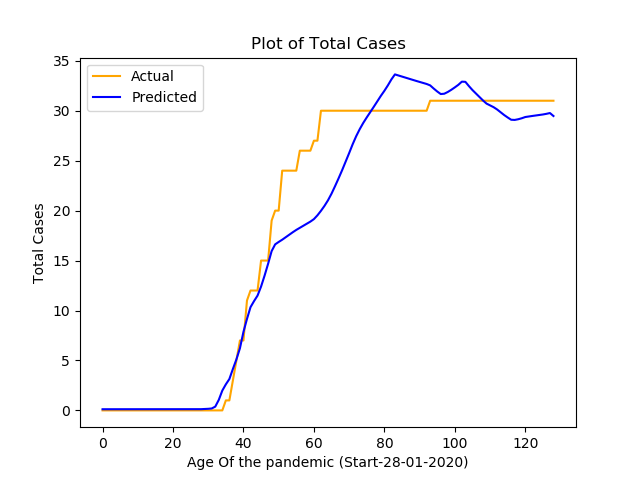 Plot of Total Cases
Actual
Predicted
35
30
25
20
15
10
5
0
Total Cases
0 20 40 60 80 100 120
Age Of the pandemic (Start-28-01-2020)